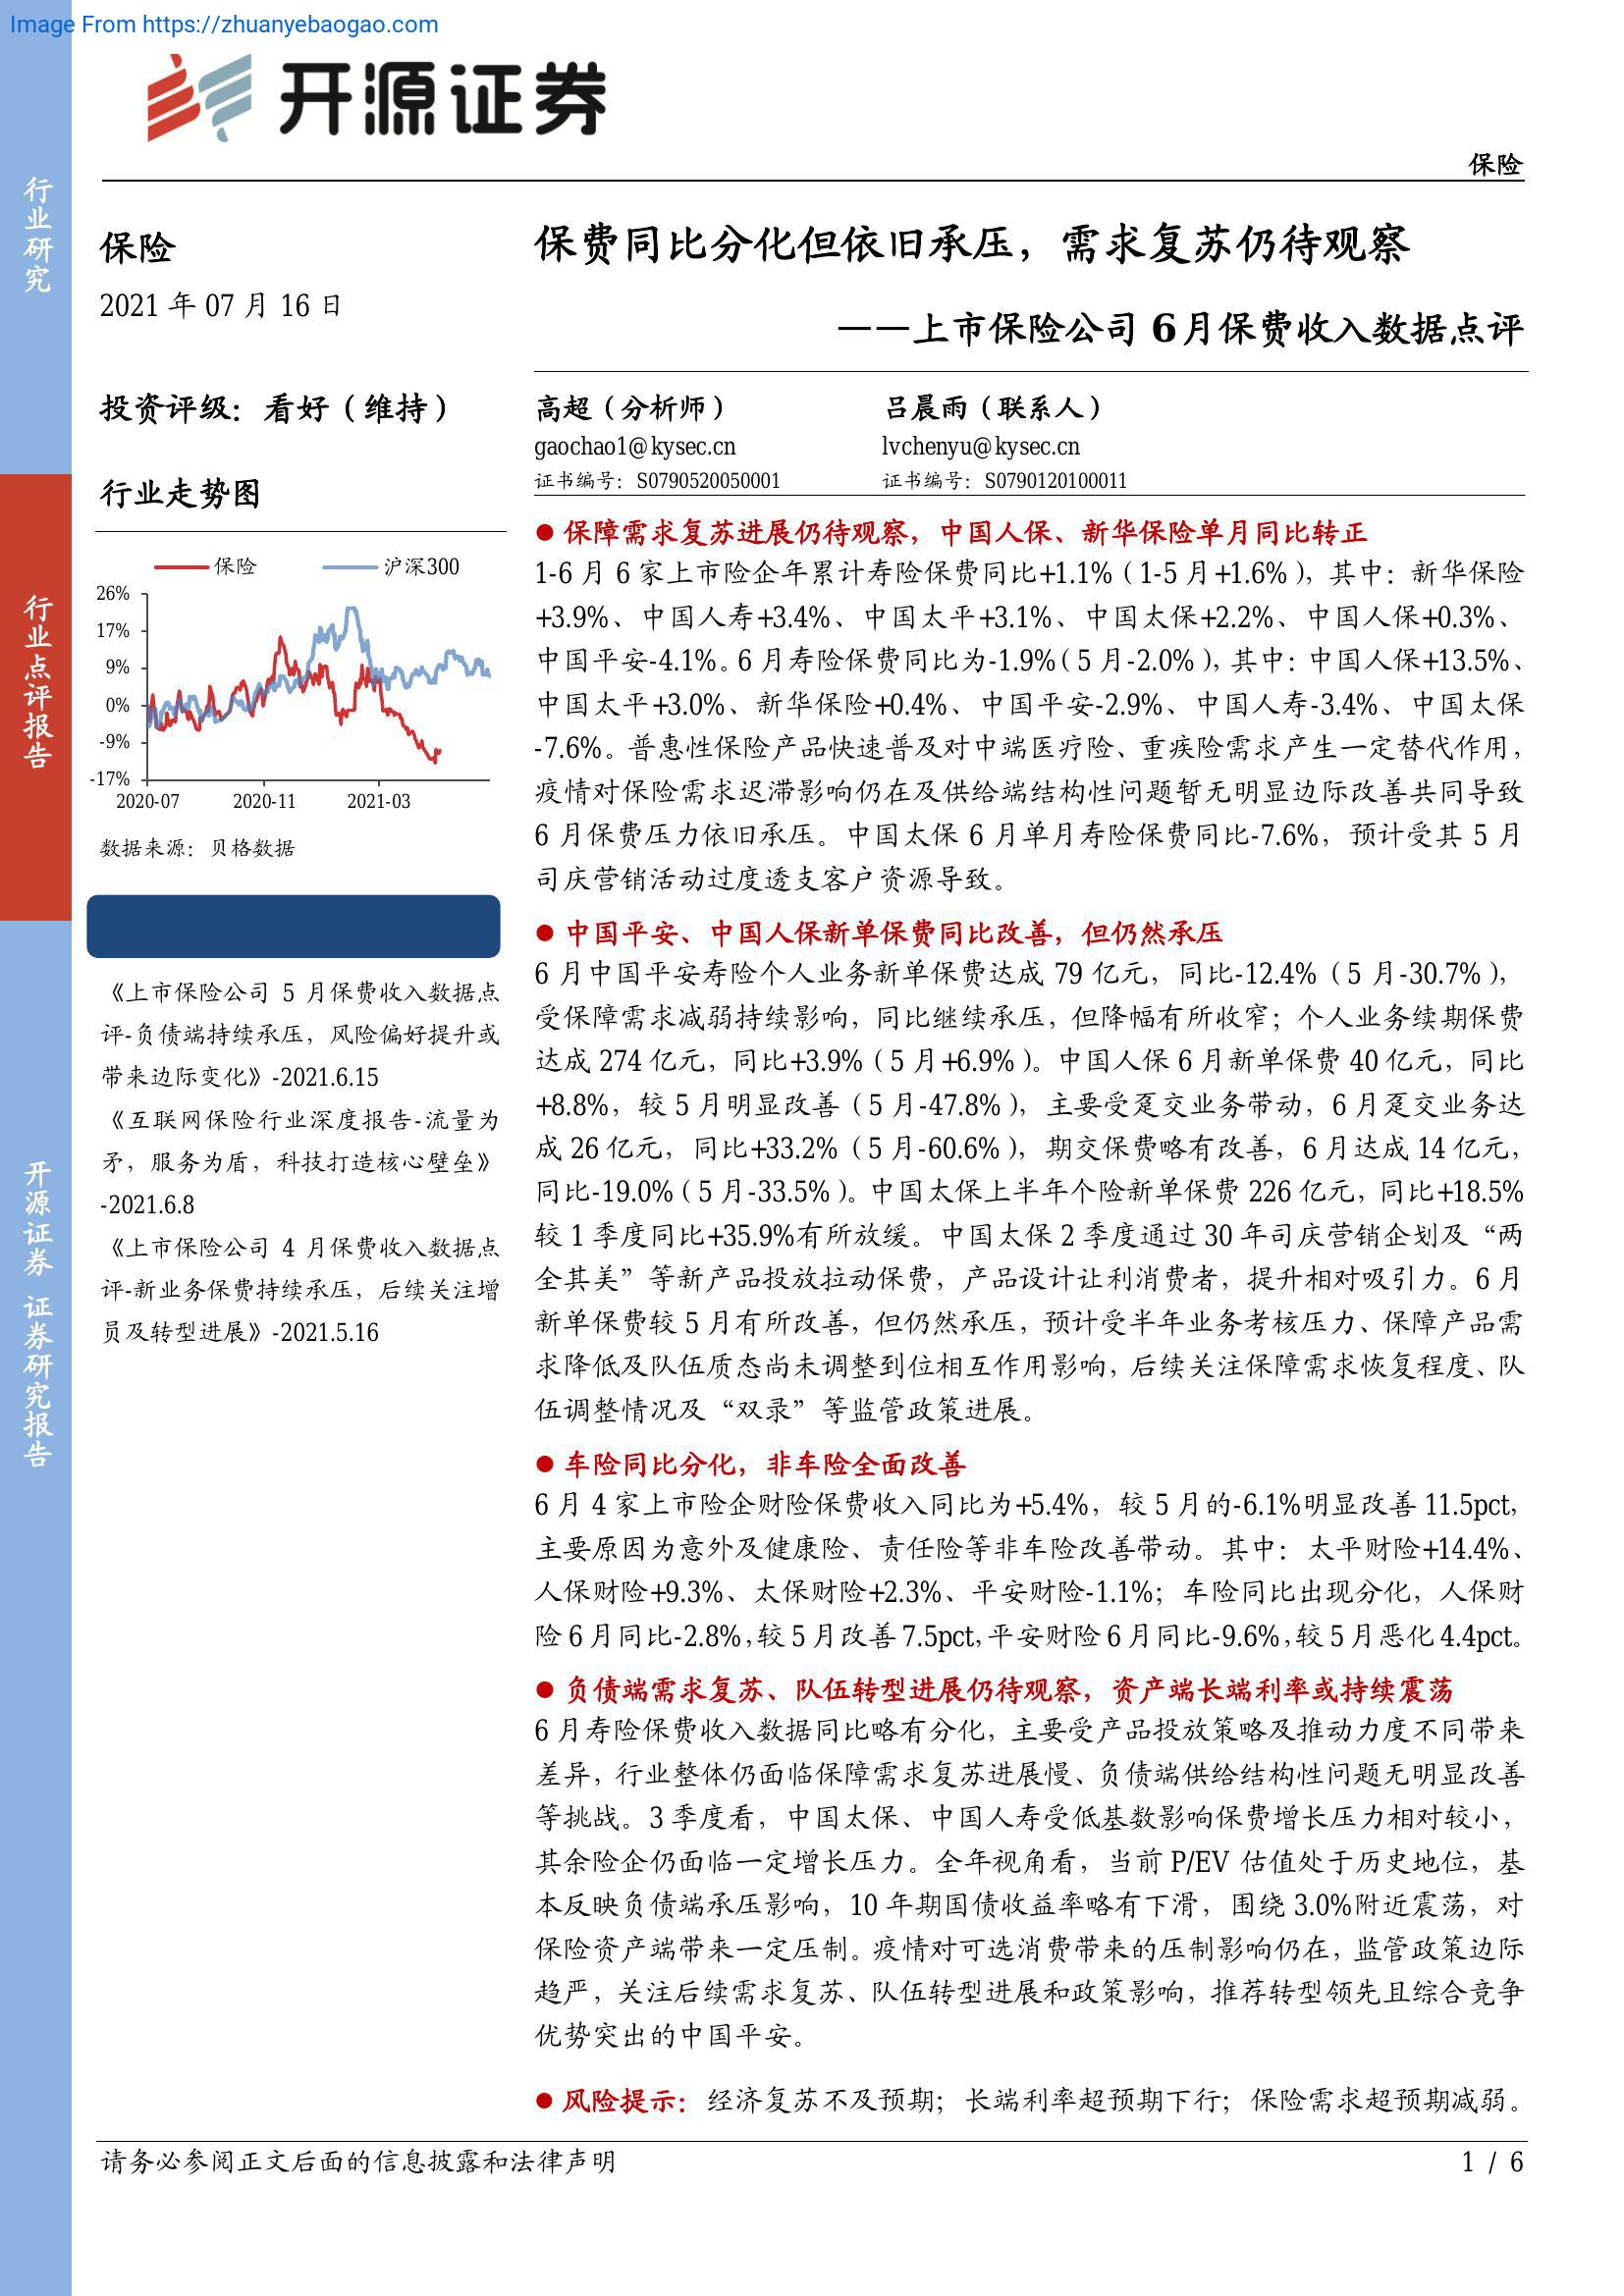 Image From https://zhuanyebaogao.com
开源证券
保险
行业研究
行业点评报告
开源证券 证券研究报告
保险
2021 年 07 月 16 日
投资评级：看好（维持）
行业走势图
保险 沪深300
26%
17%
9%
0%
-9%
-17%
2020-07 2020-11 2021-03
数据来源：贝格数据
《上市保险公司 5 月保费收入数据点
评-负债端持续承压，风险偏好提升或
带来边际变化》-2021.6.15
《互联网保险行业深度报告-流量为
矛，服务为盾，科技打造核心壁垒》
-2021.6.8
《上市保险公司 4 月保费收入数据点
评-新业务保费持续承压，后续关注增
员及转型进展》-2021.5.16
保费同比分化但依旧承压，需求复苏仍待观察
——上市保险公司 6 月保费收入数据点评
高超（分析师） 吕晨雨（联系人）
gaochao1@kysec.cn lvchenyu@kysec.cn
证书编号：S0790520050001 证书编号：S0790120100011
● 保障需求复苏进展仍待观察，中国人保、新华保险单月同比转正
1-6 月 6 家上市险企年累计寿险保费同比+1.1%（1-5 月+1.6%），其中：新华保险
+3.9%、中国人寿+3.4%、中国太平+3.1%、中国太保+2.2%、中国人保+0.3%、
中国平安-4.1%。6 月寿险保费同比为-1.9%（5 月-2.0%），其中：中国人保+13.5%、
中国太平+3.0%、新华保险+0.4%、中国平安-2.9%、中国人寿-3.4%、中国太保
-7.6%。普惠性保险产品快速普及对中端医疗险、重疾险需求产生一定替代作用，
疫情对保险需求迟滞影响仍在及供给端结构性问题暂无明显边际改善共同导致
6 月保费压力依旧承压。中国太保 6 月单月寿险保费同比-7.6%，预计受其 5 月
司庆营销活动过度透支客户资源导致。
● 中国平安、中国人保新单保费同比改善，但仍然承压
6 月中国平安寿险个人业务新单保费达成 79 亿元，同比-12.4%（5 月-30.7%），
受保障需求减弱持续影响，同比继续承压，但降幅有所收窄；个人业务续期保费
达成 274 亿元，同比+3.9%（5 月+6.9%）。中国人保 6 月新单保费 40 亿元，同比
+8.8%，较 5 月明显改善（5 月-47.8%），主要受趸交业务带动，6 月趸交业务达
成 26 亿元，同比+33.2%（5 月-60.6%），期交保费略有改善，6 月达成 14 亿元，
同比-19.0%（5 月-33.5%）。中国太保上半年个险新单保费 226 亿元，同比+18.5%
较 1 季度同比+35.9%有所放缓。中国太保 2 季度通过 30 年司庆营销企划及“两
全其美”等新产品投放拉动保费，产品设计让利消费者，提升相对吸引力。6 月
新单保费较 5 月有所改善，但仍然承压，预计受半年业务考核压力、保障产品需
求降低及队伍质态尚未调整到位相互作用影响，后续关注保障需求恢复程度、队
伍调整情况及“双录”等监管政策进展。
● 车险同比分化，非车险全面改善
6 月 4 家上市险企财险保费收入同比为+5.4%，较 5 月的-6.1%明显改善 11.5pct，
主要原因为意外及健康险、责任险等非车险改善带动。其中：太平财险+14.4%、
人保财险+9.3%、太保财险+2.3%、平安财险-1.1%；车险同比出现分化，人保财
险 6 月同比-2.8%，较 5 月改善 7.5pct，平安财险 6 月同比-9.6%，较 5 月恶化 4.4pct。
● 负债端需求复苏、队伍转型进展仍待观察，资产端长端利率或持续震荡
6 月寿险保费收入数据同比略有分化，主要受产品投放策略及推动力度不同带来
差异，行业整体仍面临保障需求复苏进展慢、负债端供给结构性问题无明显改善
等挑战。3 季度看，中国太保、中国人寿受低基数影响保费增长压力相对较小，
其余险企仍面临一定增长压力。全年视角看，当前 P/EV 估值处于历史地位，基
本反映负债端承压影响，10 年期国债收益率略有下滑，围绕 3.0%附近震荡，对
保险资产端带来一定压制。疫情对可选消费带来的压制影响仍在，监管政策边际
趋严，关注后续需求复苏、队伍转型进展和政策影响，推荐转型领先且综合竞争
优势突出的中国平安。
● 风险提示：经济复苏不及预期；长端利率超预期下行；保险需求超预期减弱。
请务必参阅正文后面的信息披露和法律声明 1 / 6